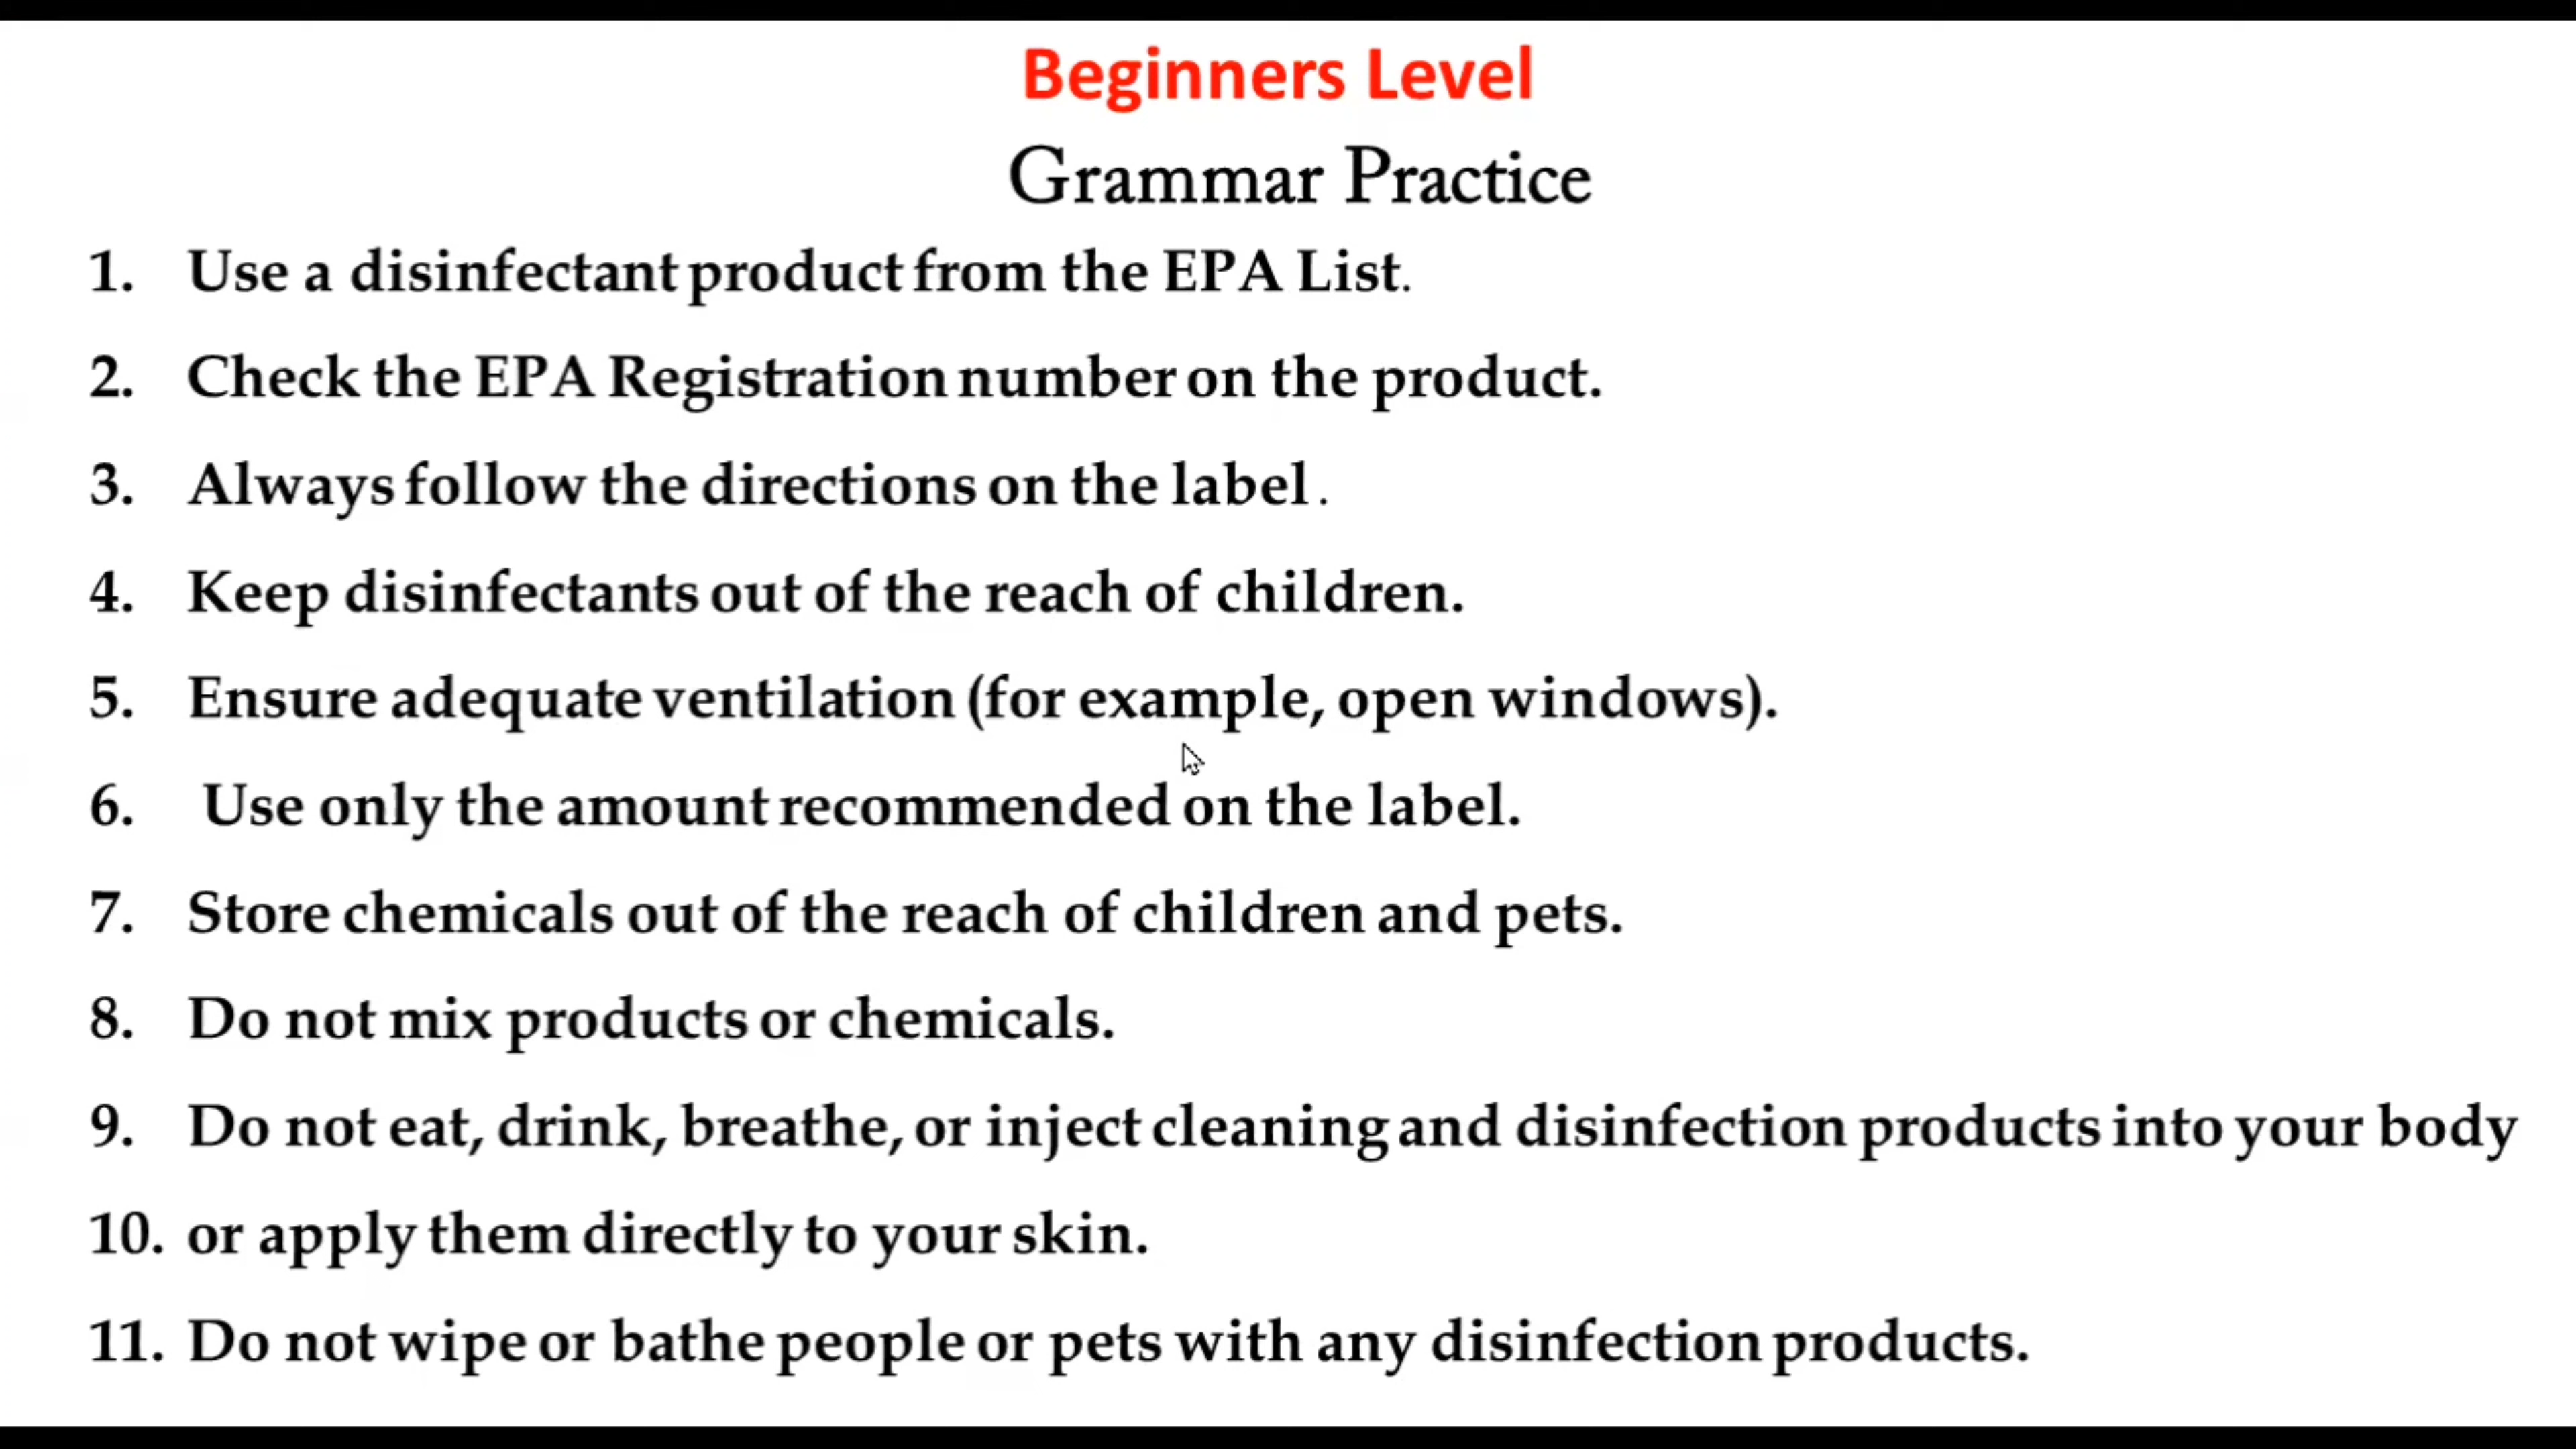 Beginners Level
Grammar Practice
1. Use a disinfectant product from the EPA List.
2. Check the EPA Registration number on the product.
3. Always follow the directions on the label .
4. Keep disinfectants out of the reach of children.
5. Ensure adequate ventilation (for example, open windows).
6. Use only the amount recommended on the label.
7. Store chemicals out of the reach of children and pets.
8. Do not mix products or chemicals.
9. Do not eat, drink, breathe, or inject cleaning and disinfection products into your body
10. or apply them directly to your skin.
11. Do not wipe or bathe people or pets with any disinfection products.